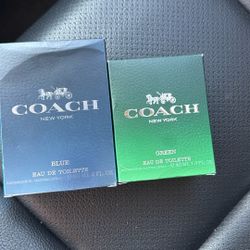 COACH
NEW YORK
BLUE
EAU DE TOILETTE
COACH
NEW YORK
GREEN
EAU DE TOILETTE